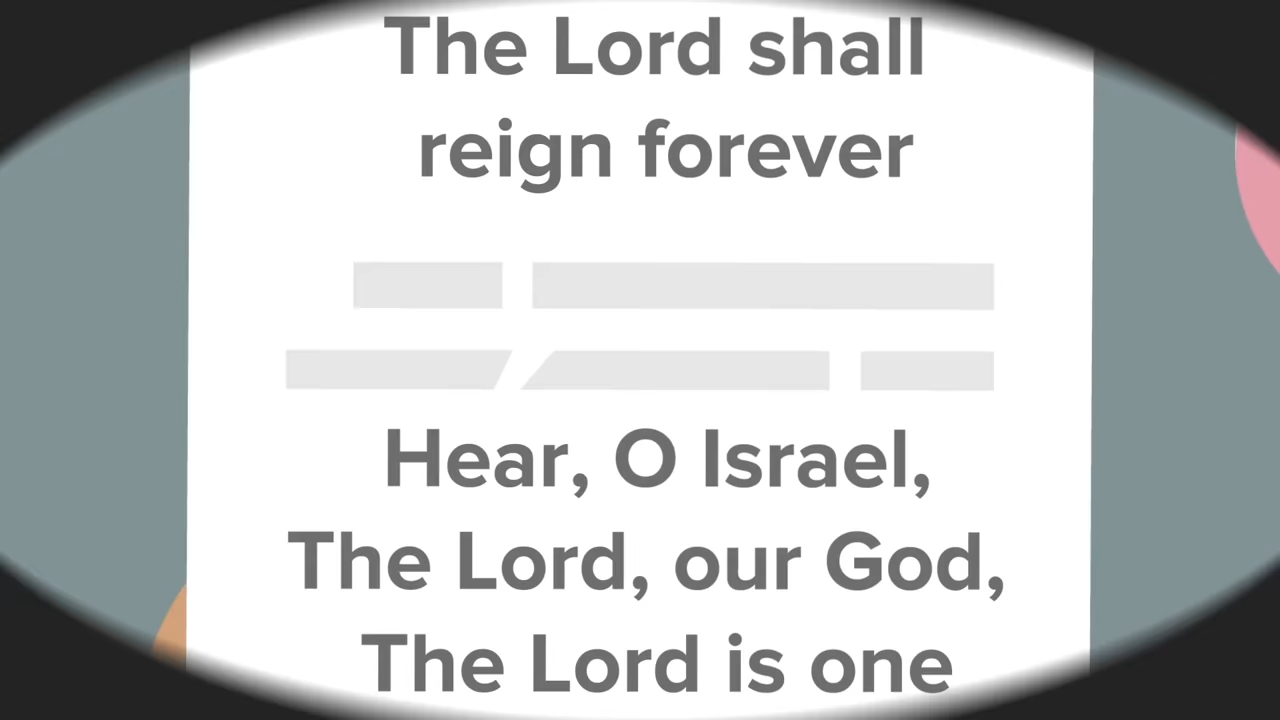 The Lord shall
reign forever
Hear, O Israel,
The Lord, our God,
The Lord is one